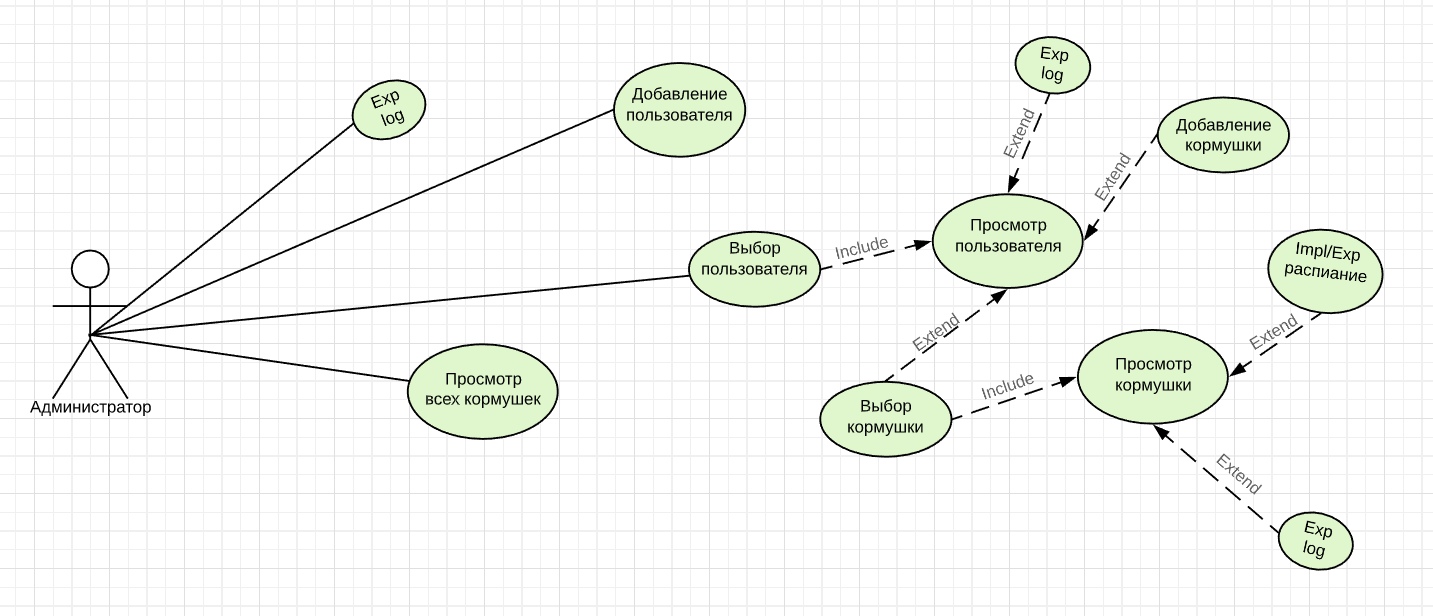 Exp
log
Добавление
пользователя
Exp
log
Extend
Добавление
кормушки
Extend
Выбор
пользователя
Include
Просмотр
пользователя
Impl/Exp
распиание
Extend
Администратор
Просмотр
всех кормушек
Extend
Выбор
кормушки
Include
Просмотр
кормушки
Extend
Exp
log